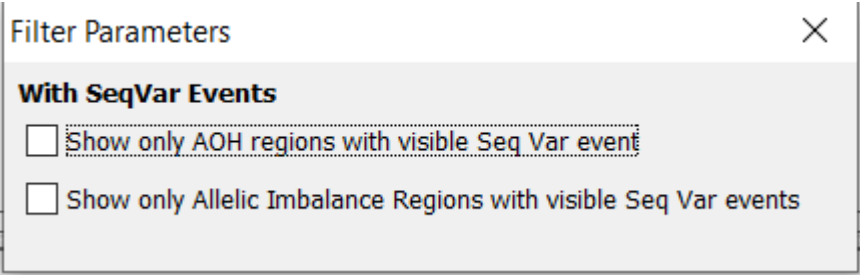 Filter Parameters
With SeqVar Events
Show only AOH regions with visible Seq Var event
Show only Allelic Imbalance Regions with visible Seq Var events